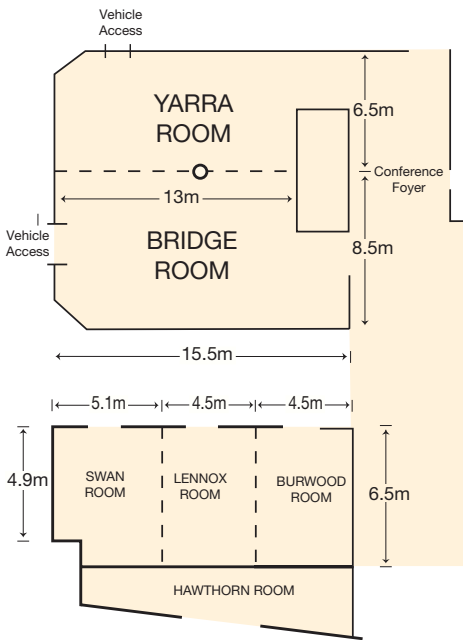 Vehicle
Access
YARRA
ROOM
6.5m
Conference
Foyer
13m
Vehicle
Access
BRIDGE
ROOM
8.5m
15.5m
5.1m
4.5m
4.5m
4.9m
SWAN
ROOM
LENNOX
ROOM
BURWOOD
ROOM
6.5m
HAWTHORN ROOM